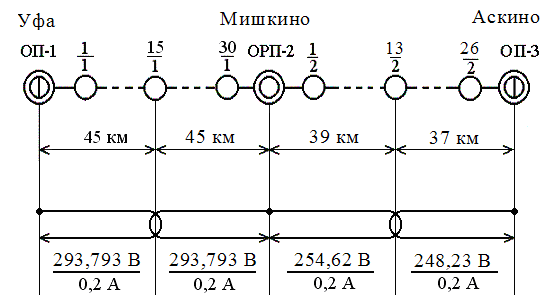 Уфа Мишкино Аскино
ОП-1 1/1 15/1 30/1 ОРП-2 1/2 13/2 26/2 ОП-3
45 км 45 км 39 км 37 км
293,793 В 293,793 В 254,62 В 248,23 В
0,2 А 0,2 А 0,2 А 0,2 А